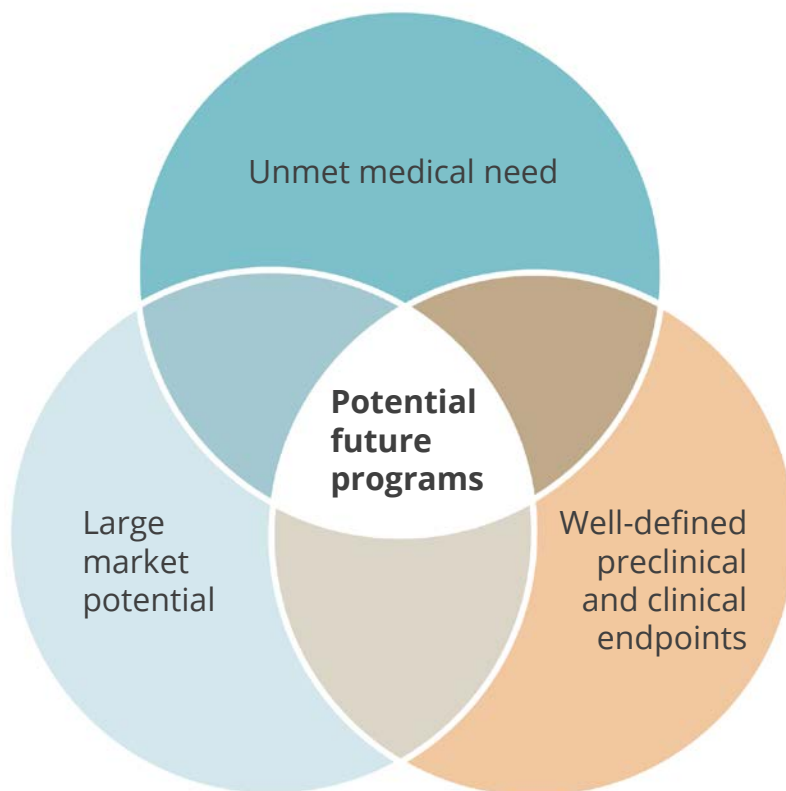 Unmet medical need
Potential
future
programs
Large
market
potential
Well-defined
preclinical
and clinical
endpoints